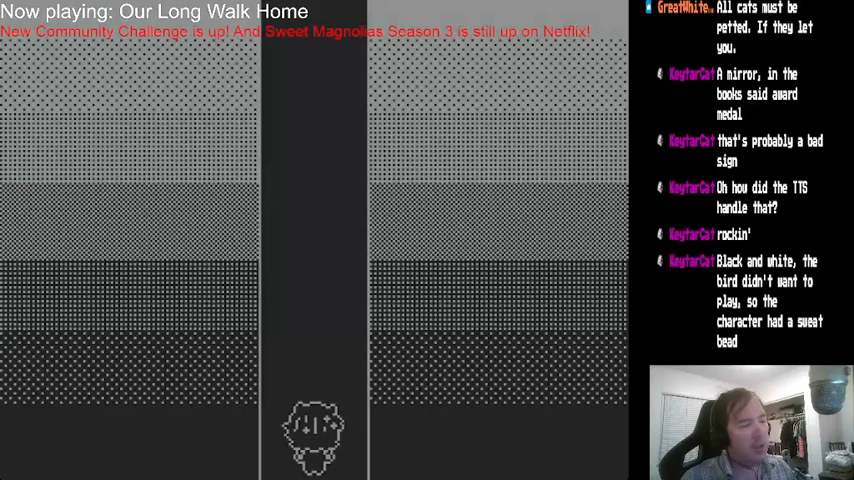 Now playing: Our Long Walk Home
New Community Challenge is up! And Sweet Magnolias Season 3 is still up on Netflix!
GreatWhite… All cats must be
petted. If they let
you.
KeytarCat A mirror, in the
books said award
medal
KeytarCat that's probably a bad
sign
KeytarCat Oh how did the TTS
handle that?
KeytarCat rockin'
KeytarCat Black and white, the
bird didn't want to
play, so the
character had a sweat
bead